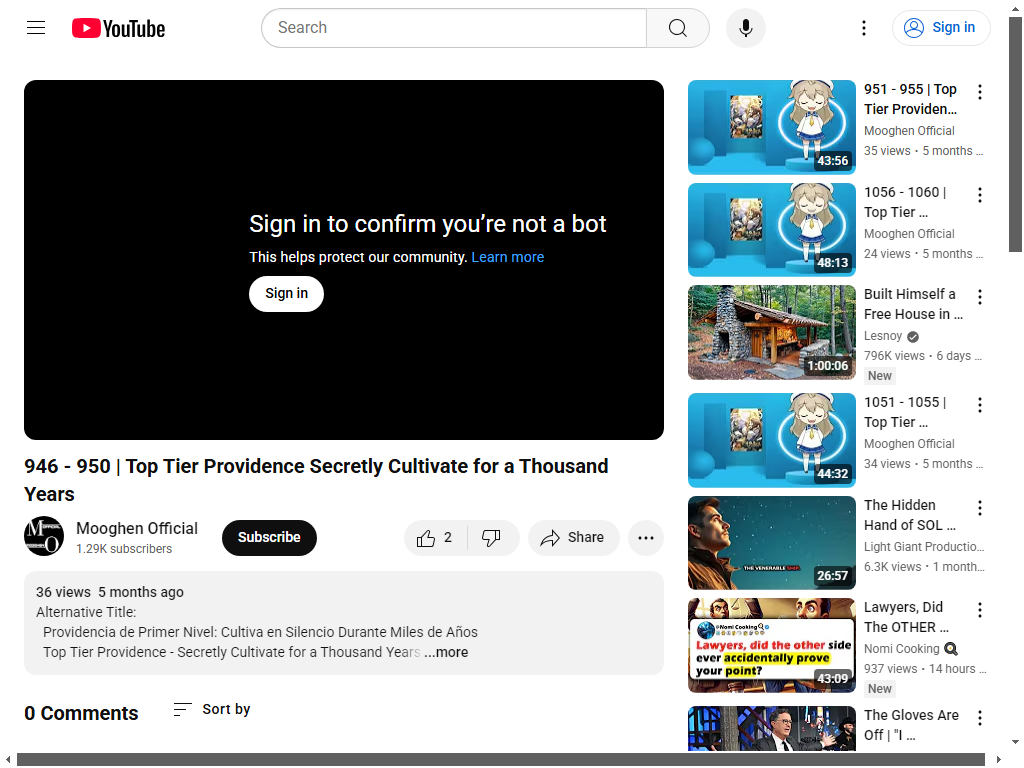 YouTube
Search
Sign in
Sign in to confirm you’re not a bot
This helps protect our community. Learn more
Sign in
946 - 950 | Top Tier Providence Secretly Cultivate for a Thousand
Years
Mooghen Official
1.29K subscribers
Subscribe
2
Share
36 views 5 months ago
Alternative Title:
Providencia de Primer Nivel: Cultiva en Silencio Durante Miles de Años
Top Tier Providence - Secretly Cultivate for a Thousand Years ...more
0 Comments
Sort by
43:56
951 - 955 | Top
Tier Providen...
Mooghen Official
35 views • 5 months ...
48:13
1056 - 1060 |
Top Tier ...
Mooghen Official
24 views • 5 months ...
1:00:06
Built Himself a
Free House in ...
Lesnoy
796K views • 6 days ...
New
44:32
1051 - 1055 |
Top Tier ...
Mooghen Official
34 views • 5 months ...
THE VENERABLE SHIP.
26:57
The Hidden
Hand of SOL ...
Light Giant Productio...
6.3K views • 1 month...
Nomi Cooking
Lawyers, did the other side
ever accidentally prove
your point?
43:09
Lawyers, Did
The OTHER ...
Nomi Cooking
937 views • 14 hours ...
New
The Gloves Are
Off | "I ...